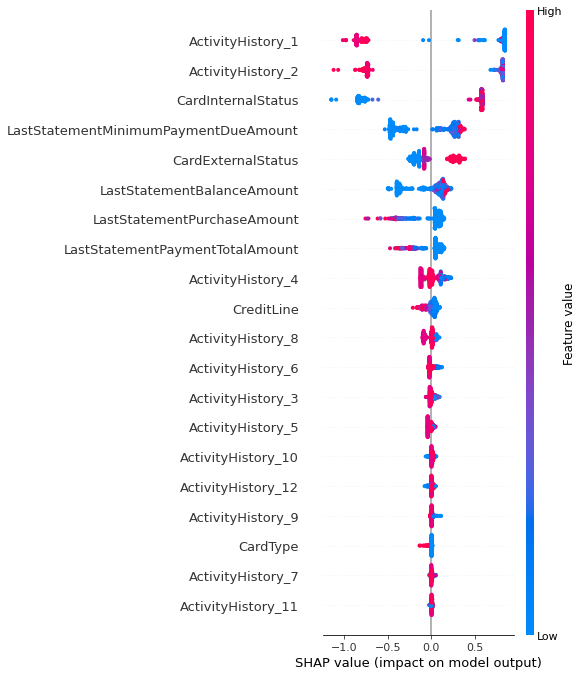 High
ActivityHistory_1
ActivityHistory_2
CardInternalStatus
LastStatementMinimumPaymentDueAmount
CardExternalStatus
LastStatementBalanceAmount
LastStatementPurchaseAmount
LastStatementPaymentTotalAmount
ActivityHistory_4
CreditLine
ActivityHistory_8
ActivityHistory_6
ActivityHistory_3
ActivityHistory_5
ActivityHistory_10
ActivityHistory_12
ActivityHistory_9
CardType
ActivityHistory_7
ActivityHistory_11
Feature value
Low
−1.0 −0.5 0.0 0.5
SHAP value (impact on model output)